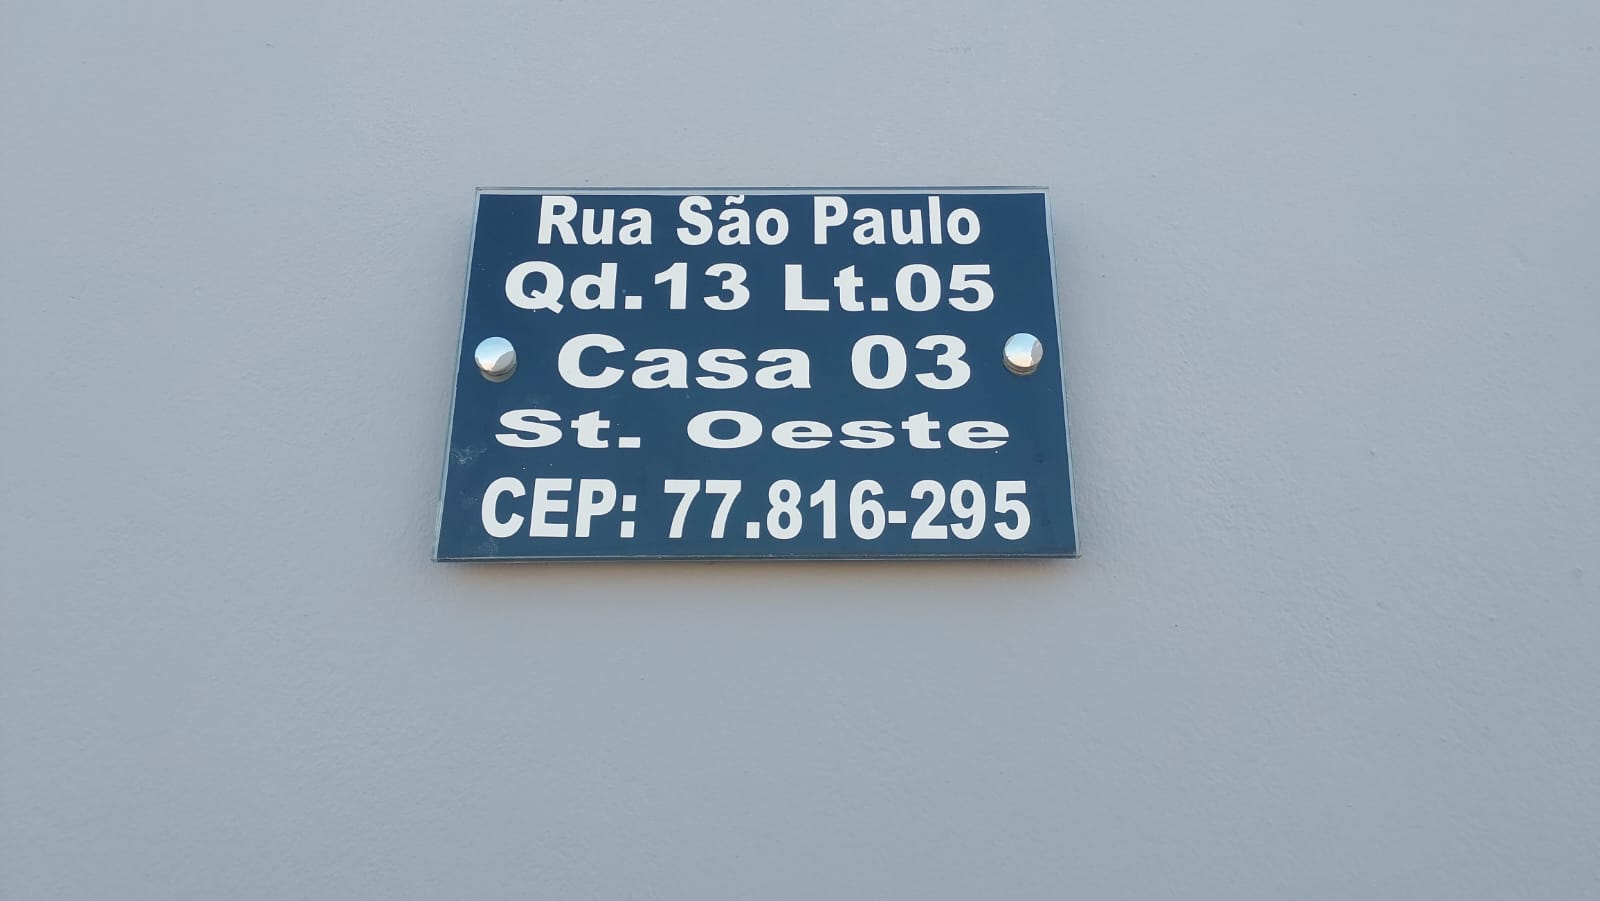 Rua São Paulo
Qd.13 Lt.05
Casa 03
St. Oeste
CEP: 77.816-295